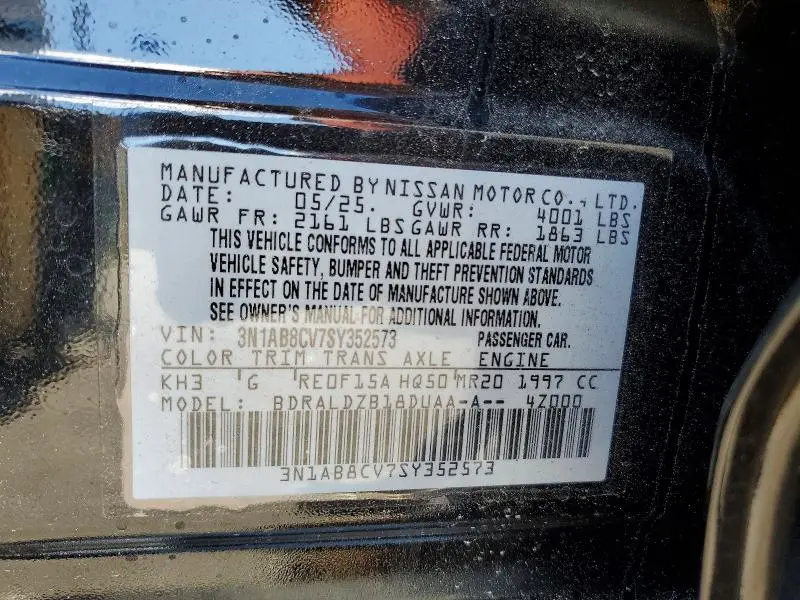 MANUFACTURED BY NISSAN MOTOR CO., LTD.
DATE: 05/25. GVWR: 4001 LBS
GAWR FR: 2161 LBS GAWR RR: 1863 LBS
THIS VEHICLE CONFORMS TO ALL APPLICABLE FEDERAL MOTOR
VEHICLE SAFETY, BUMPER AND THEFT PREVENTION STANDARDS
IN EFFECT ON THE DATE OF MANUFACTURE SHOWN ABOVE.
SEE OWNER'S MANUAL FOR ADDITIONAL INFORMATION.
VIN: 3N1AB8CV7SY352573 PASSENGER CAR.
COLOR TRIM TRANS AXLE ENGINE
KH3 G RE0F15A HQ50 MR20 1997 CC
MODEL: BDRALDZB18DUAA-A-- 4Z000
3N1AB8CV7SY352573